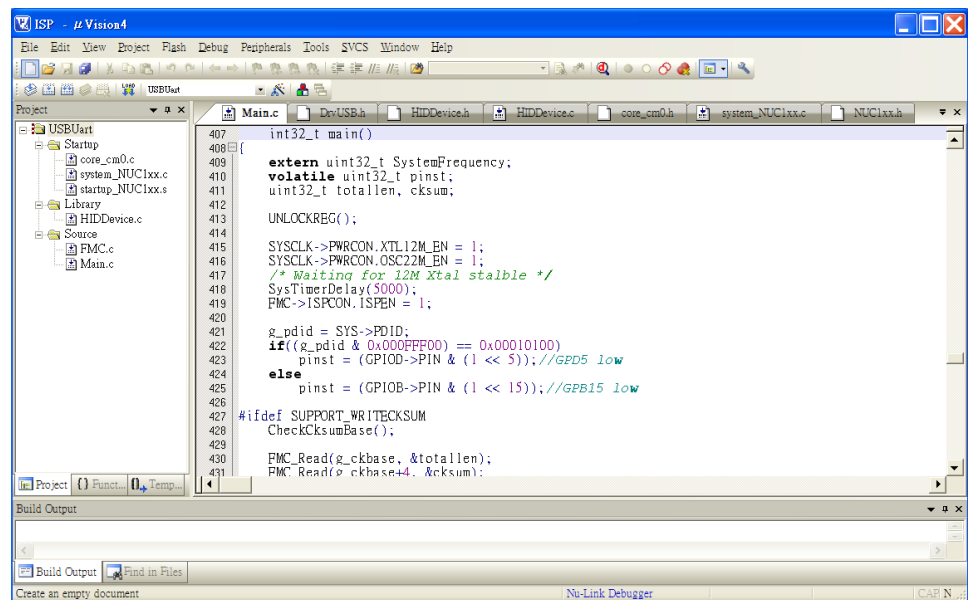 ISP - μVision4
File Edit View Project Flash Debug Peripherals Tools SVCS Window Help
LOAD USBUart
Project
Main.c DrvUSB.h HIDDevice.h HIDDevice.c core_cm0.h system_NUC1xx.c NUC1xx.h
USBUart
Startup
core_cm0.c
system_NUC1xx.c
startup_NUC1xx.s
Library
HIDDevice.c
Source
FMC.c
Main.c
407 int32_t main()
408 {
409 extern uint32_t SystemFrequency;
410 volatile uint32_t pinst;
411 uint32_t totallen, cksum;
412
413 UNLOCKREG();
414
415 SYSCLK->PWRCON.XTL12M_EN = 1;
416 SYSCLK->PWRCON.OSC22M_EN = 1;
417 /* Waiting for 12M Xtal stalble */
418 SysTimerDelay(5000);
419 FMC->ISPCON.ISPEN = 1;
420
421 g_pdid = SYS->PDID;
422 if((g_pdid & 0x000FFF00) == 0x00010100)
423 pinst = (GPIOD->PIN & (1 << 5));//GPD5 low
424 else
425 pinst = (GPIOB->PIN & (1 << 15));//GPB15 low
426
427 #ifdef SUPPORT_WRITECKSUM
428 CheckCksumBase();
429
430 FMC_Read(g_ckbase, &totallen);
431 FMC_Read(g_ckbase+4, &cksum);
Project {} Funct... Temp...
Build Output
Build Output Find in Files
Create an empty document Nu-Link Debugger CAP N